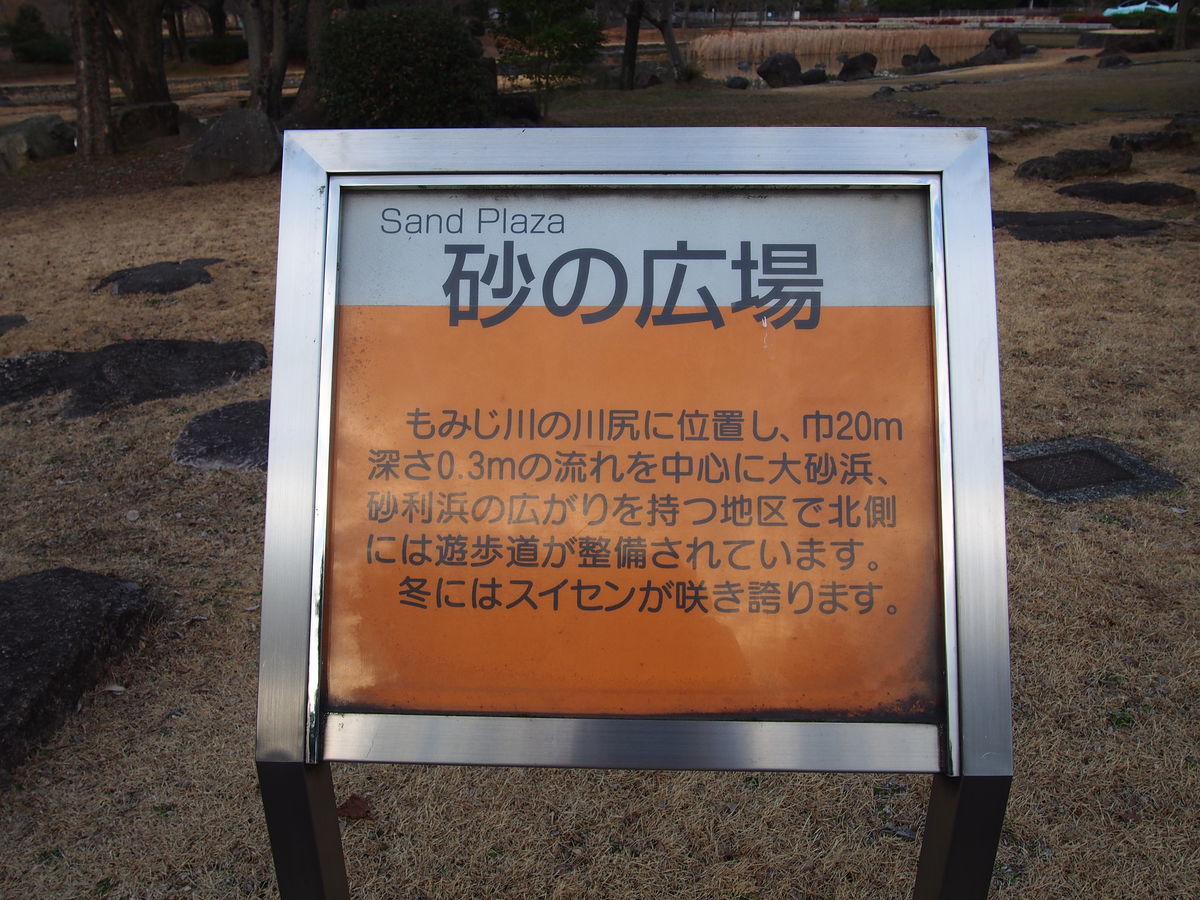 Sand Plaza
砂の広場
もみじ川の川尻に位置し、巾20m
深さ0.3mの流れを中心に大砂浜、
砂利浜の広がりを持つ地区で北側
には遊歩道が整備されています。
冬にはスイセンが咲き誇ります。